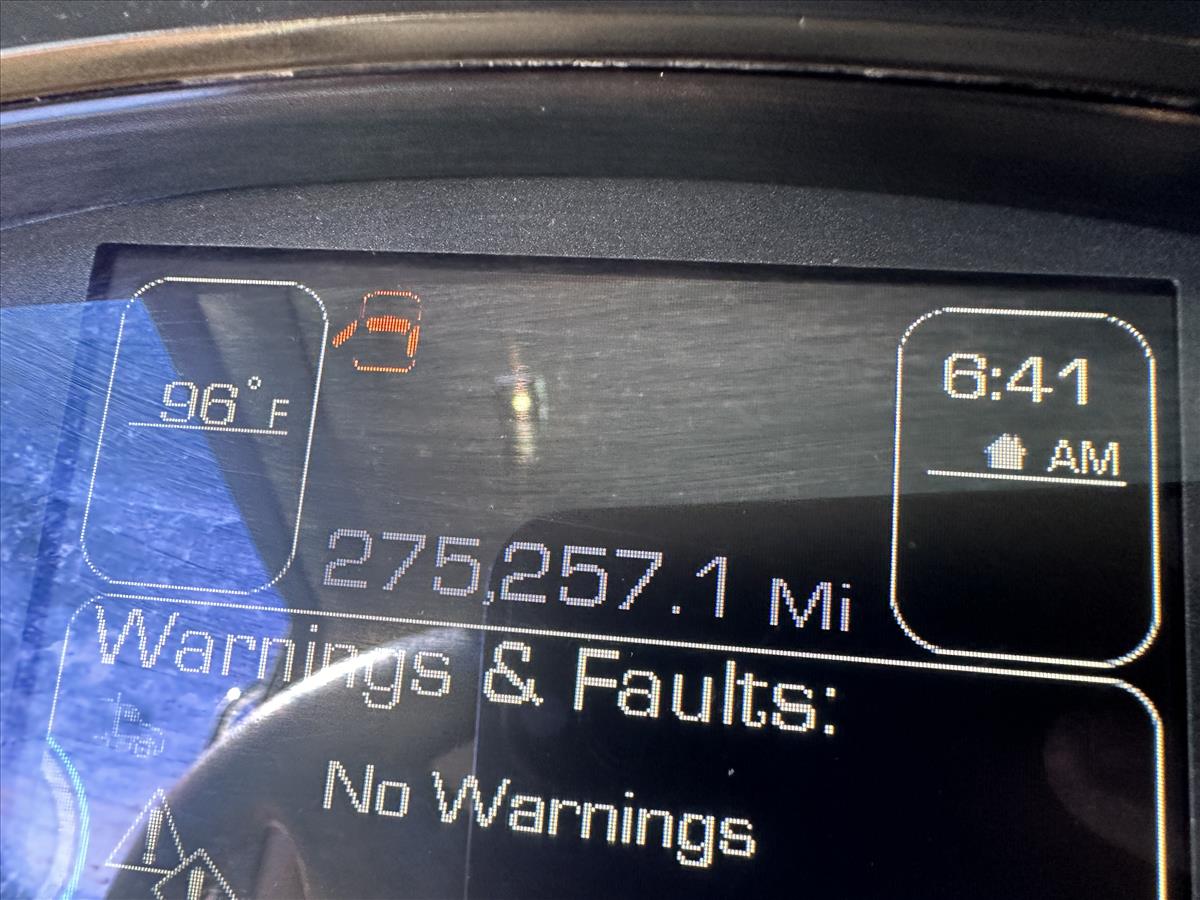 96° F
6:41
AM
275,257.1 Mi
Warnings & Faults:
No Warnings